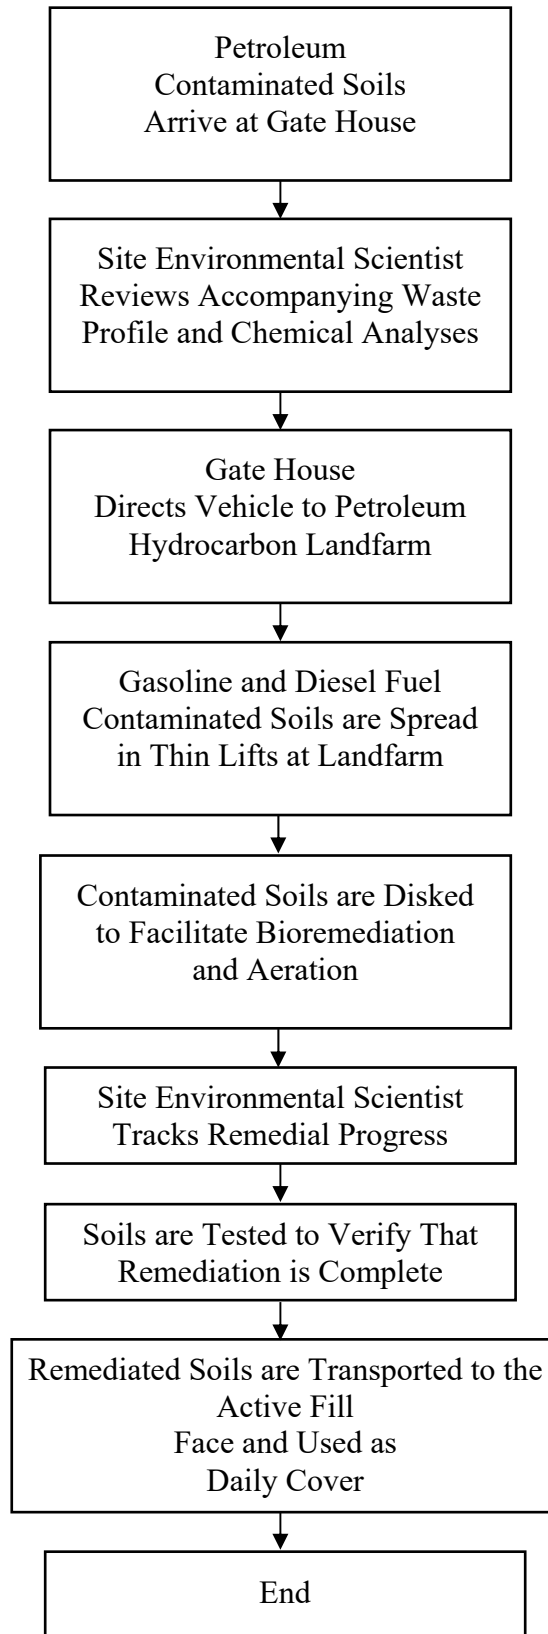 Petroleum
Contaminated Soils
Arrive at Gate House
Site Environmental Scientist
Reviews Accompanying Waste
Profile and Chemical Analyses
Gate House
Directs Vehicle to Petroleum
Hydrocarbon Landfarm
Gasoline and Diesel Fuel
Contaminated Soils are Spread
in Thin Lifts at Landfarm
Contaminated Soils are Disked
to Facilitate Bioremediation
and Aeration
Site Environmental Scientist
Tracks Remedial Progress
Soils are Tested to Verify That
Remediation is Complete
Remediated Soils are Transported to the
Active Fill
Face and Used as
Daily Cover
End